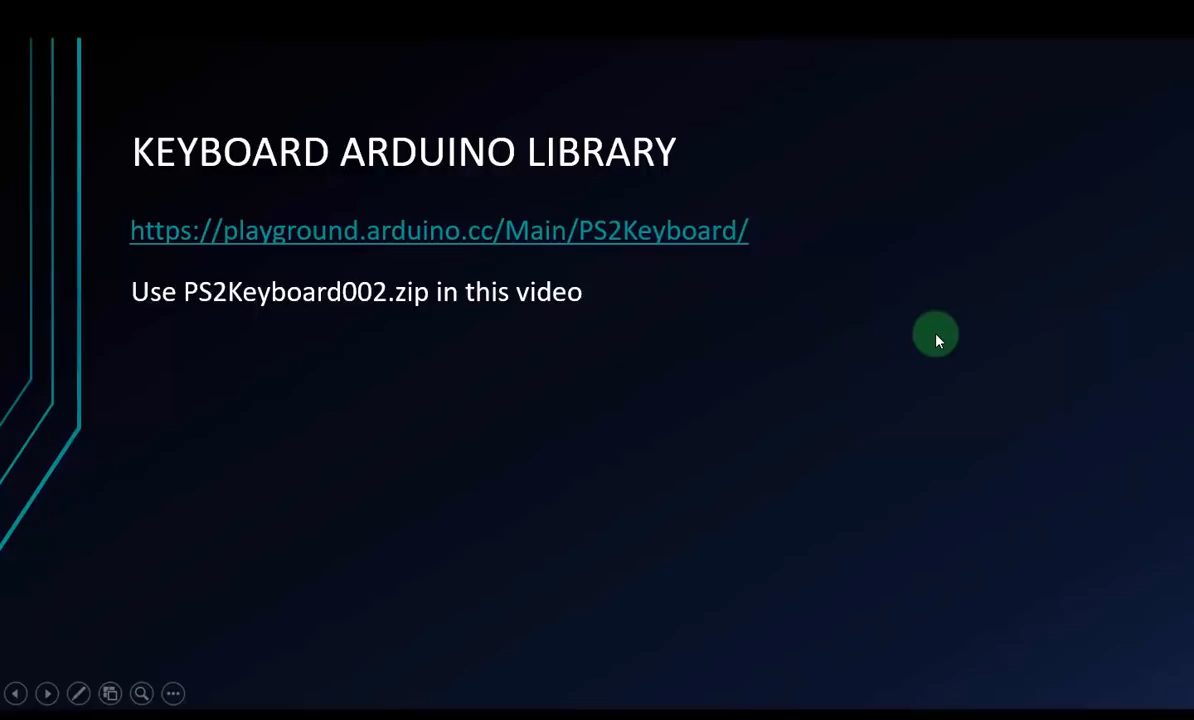 KEYBOARD ARDUINO LIBRARY
https://playground.arduino.cc/Main/PS2Keyboard/
Use PS2Keyboard002.zip in this video